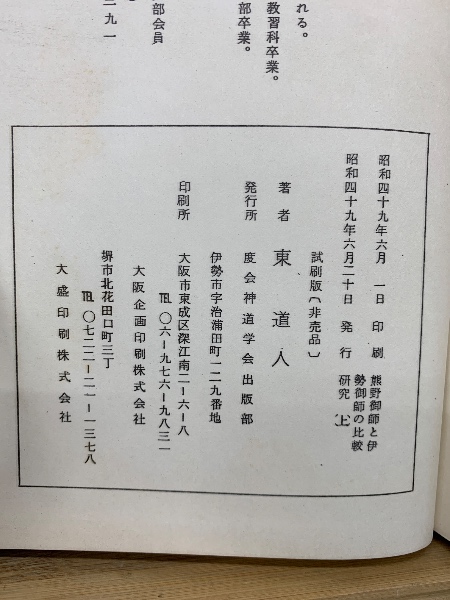 れる。
教習科卒業。
部卒業。
部会員
二九一
熊野御師と伊
勢御師の比較
研究（上）
昭和四十九年六月　一日　印刷
昭和四十九年六月二十日　発行
試刷版〔非売品〕
著者　東道人
発行所　度会神道学会出版部
伊勢市宇治浦田町一二九番地
印刷所　大阪市東成区深江南二ー六ー八
℡〇六ー九七六ー九八三一
大阪企画印刷株式会社
堺市北花田口町三丁
℡〇七二二ー二一ー一三七八
大盛印刷株式会社